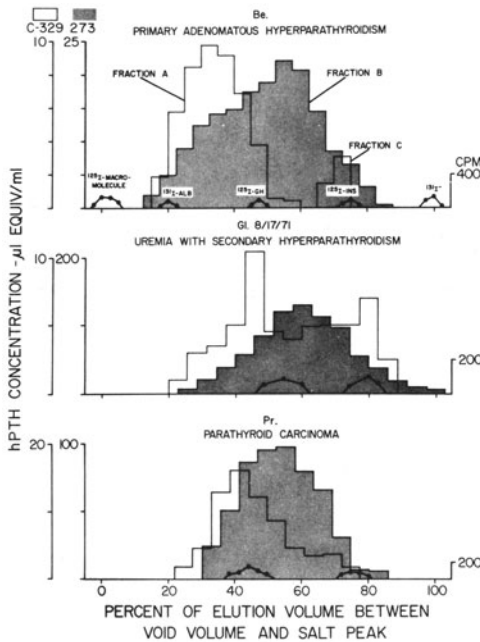 C-329 273
Be.
PRIMARY ADENOMATOUS HYPERPARATHYROIDISM
10 25
FRACTION A
FRACTION B
FRACTION C
¹²⁵I-MACRO-
MOLECULE
¹³¹I-ALB
¹²⁵I-GH
¹²⁵I-INS
¹³¹I⁻
CPM
400
Gl. 8/17/71
UREMIA WITH SECONDARY HYPERPARATHYROIDISM
10 200
200
Pr.
PARATHYROID CARCINOMA
20 100
200
hPTH CONCENTRATION - µl EQUIV/ml
0 20 40 60 80 100
PERCENT OF ELUTION VOLUME BETWEEN
VOID VOLUME AND SALT PEAK